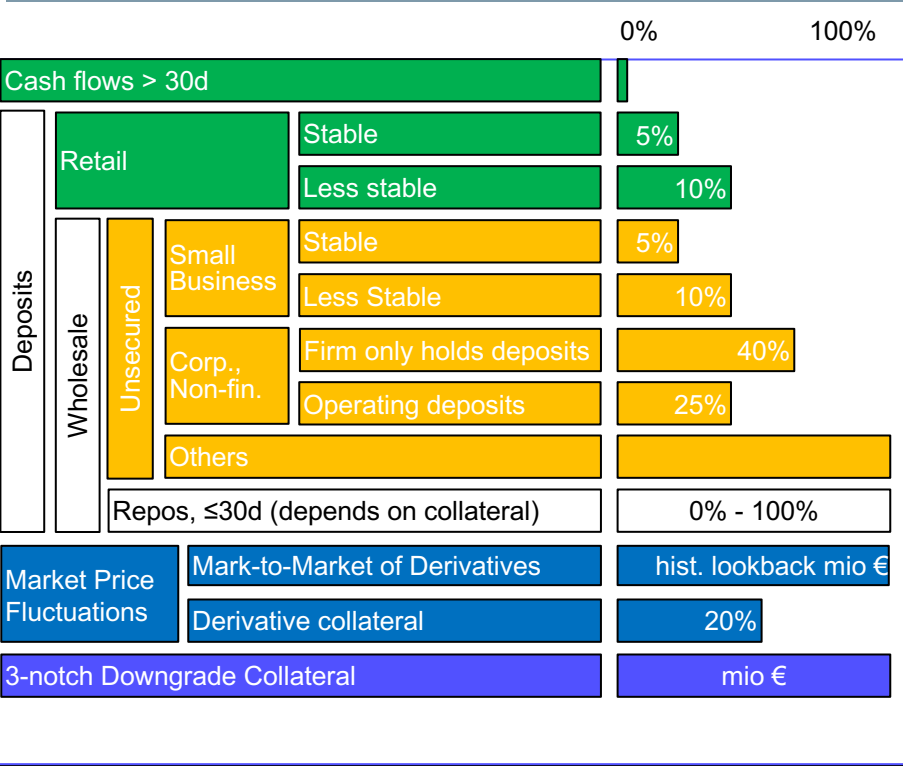 0% 100%
Cash flows > 30d
Deposits
Retail
Stable
5%
Less stable
10%
Wholesale
Unsecured
Small
Business
Stable
5%
Less Stable
10%
Corp.,
Non-fin.
Firm only holds deposits
40%
Operating deposits
25%
Others
Repos, ≤30d (depends on collateral)
0% - 100%
Market Price
Fluctuations
Mark-to-Market of Derivatives
hist. lookback mio €
Derivative collateral
20%
3-notch Downgrade Collateral
mio €